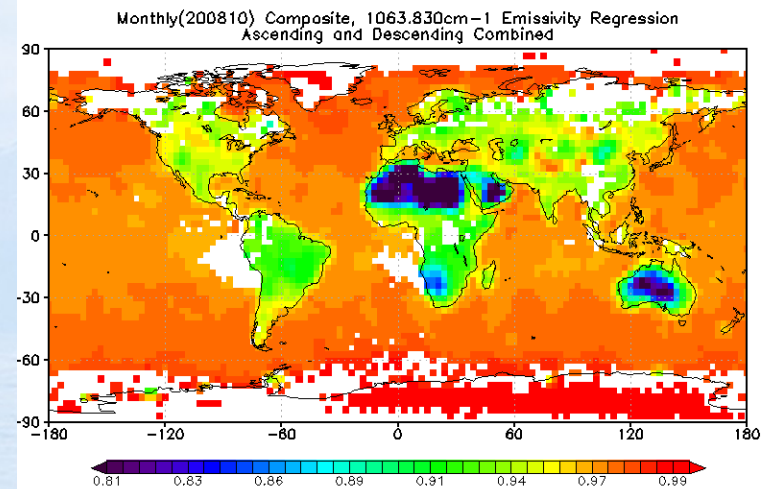 Monthly(200810) Composite, 1063.830cm-1 Emissivity Regression
Ascending and Descending Combined
90
60
30
0
-30
-60
-90
-180 -120 -60 0 60 120 180
0.81 0.83 0.86 0.89 0.91 0.94 0.97 0.99